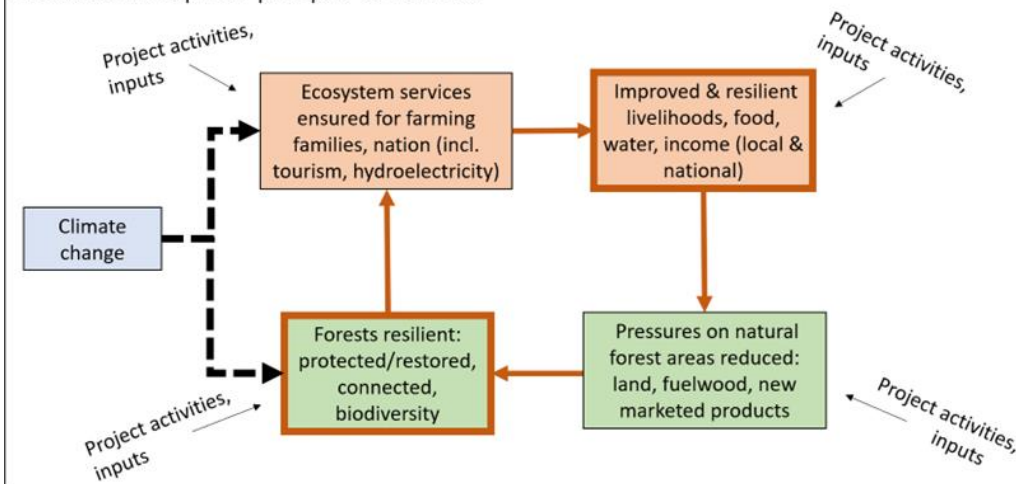 Project activities,
inputs
Project activities,
inputs
Ecosystem services
ensured for farming
families, nation (incl.
tourism, hydroelectricity)
Improved & resilient
livelihoods, food,
water, income (local &
national)
Climate
change
Forests resilient:
protected/restored,
connected,
biodiversity
Pressures on natural
forest areas reduced:
land, fuelwood, new
marketed products
Project activities,
inputs
Project activities,
inputs